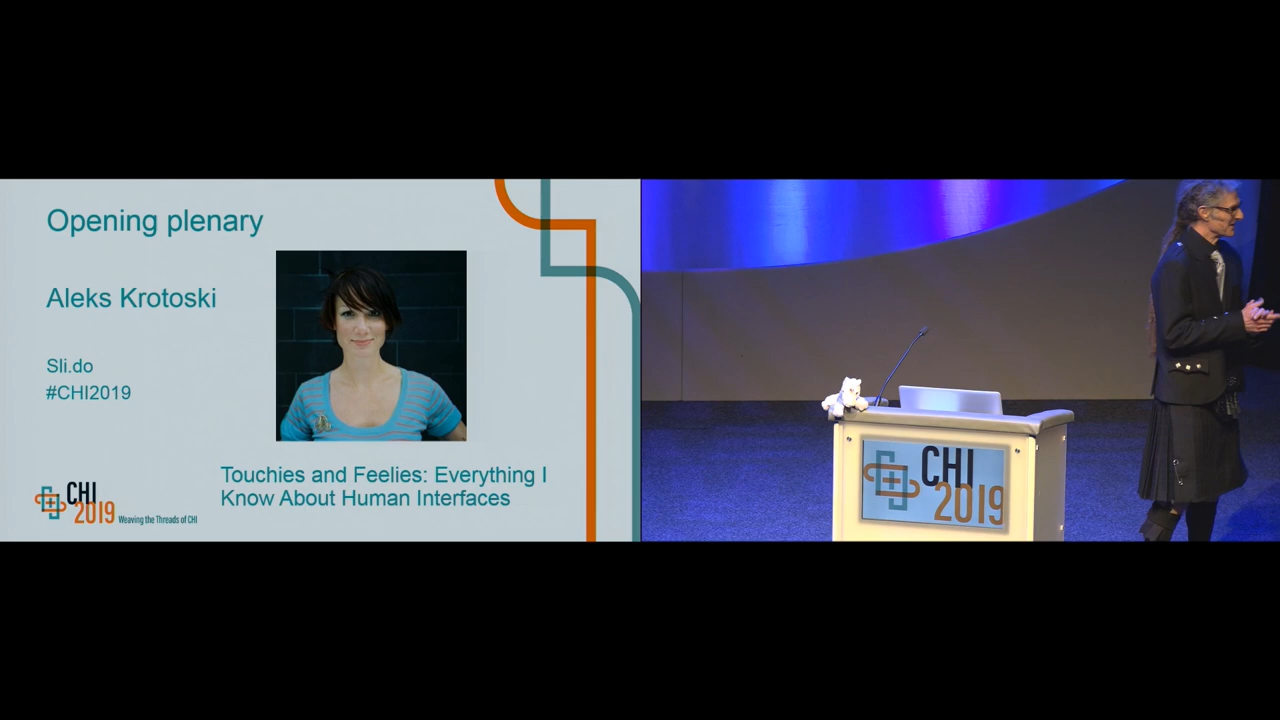 Opening plenary
Aleks Krotoski
Sli.do
#CHI2019
Touchies and Feelies: Everything I
Know About Human Interfaces
CHI
2019 Weaving the Threads of CHI
CHI
2019